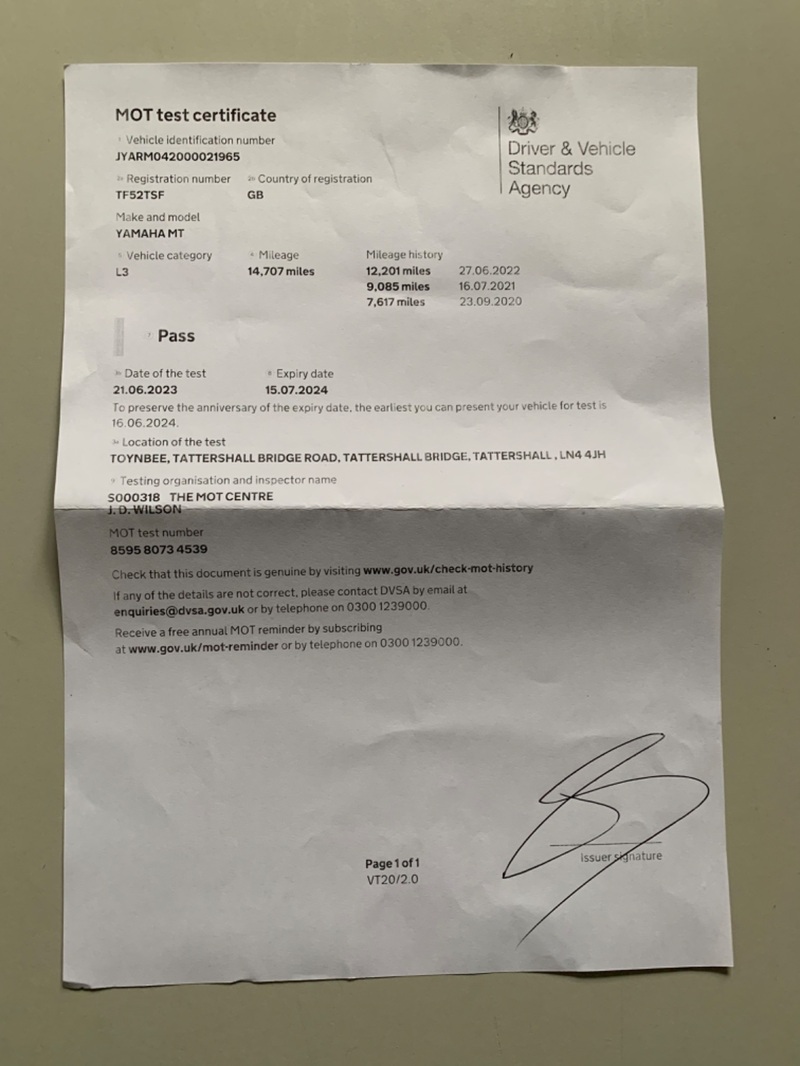 MOT test certificate
Vehicle identification number
JYARM042000021965
Registration number Country of registration
TF52TSF GB
Make and model
YAMAHA MT
Vehicle category Mileage Mileage history
L3 14,707 miles 12,201 miles 27.06.2022
9,085 miles 16.07.2021
7,617 miles 23.09.2020
Driver & Vehicle
Standards
Agency
Pass
Date of the test Expiry date
21.06.2023 15.07.2024
To preserve the anniversary of the expiry date, the earliest you can present your vehicle for test is
16.06.2024.
Location of the test
TOYNBEE, TATTERSHALL BRIDGE ROAD, TATTERSHALL BRIDGE, TATTERSHALL , LN4 4JH
Testing organisation and inspector name
S000318 THE MOT CENTRE
J. D. WILSON
MOT test number
8595 8073 4539
Check that this document is genuine by visiting www.gov.uk/check-mot-history
If any of the details are not correct, please contact DVSA by email at
enquiries@dvsa.gov.uk or by telephone on 0300 1239000.
Receive a free annual MOT reminder by subscribing
at www.gov.uk/mot-reminder or by telephone on 0300 1239000.
Issuer signature
Page 1 of 1
VT20/2.0